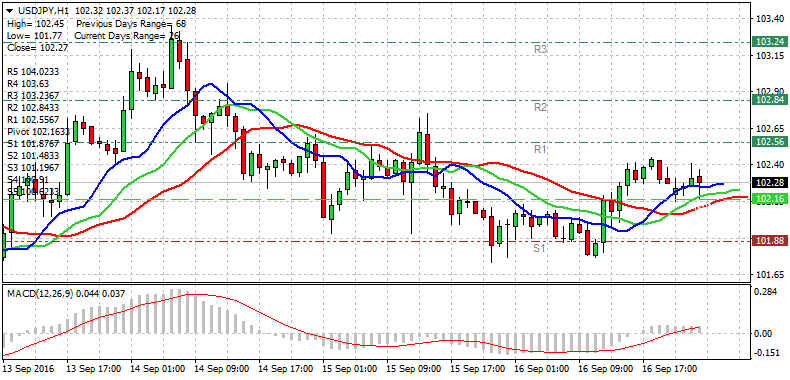 USDJPY,H1 102.32 102.37 102.17 102.28
High= 102.45 Previous Days Range= 68
Low= 101.77 Current Days Range= 26
Close= 102.27
R5 104.0233
R4 103.63
R3 103.2367
R2 102.8433
R1 102.5567
Pivot 102.1633
S1 101.8767
S2 101.4833
S3 101.1967
103.40
103.24
103.15
102.90
102.84
102.65
102.56
102.40
102.28
102.16
101.88
101.65
R3
R2
R1
S1
MACD(12,26,9) 0.044 0.037
0.284
0.00
-0.151
13 Sep 2016
13 Sep 17:00
14 Sep 01:00
14 Sep 09:00
14 Sep 17:00
15 Sep 01:00
15 Sep 09:00
15 Sep 17:00
16 Sep 01:00
16 Sep 09:00
16 Sep 17:00